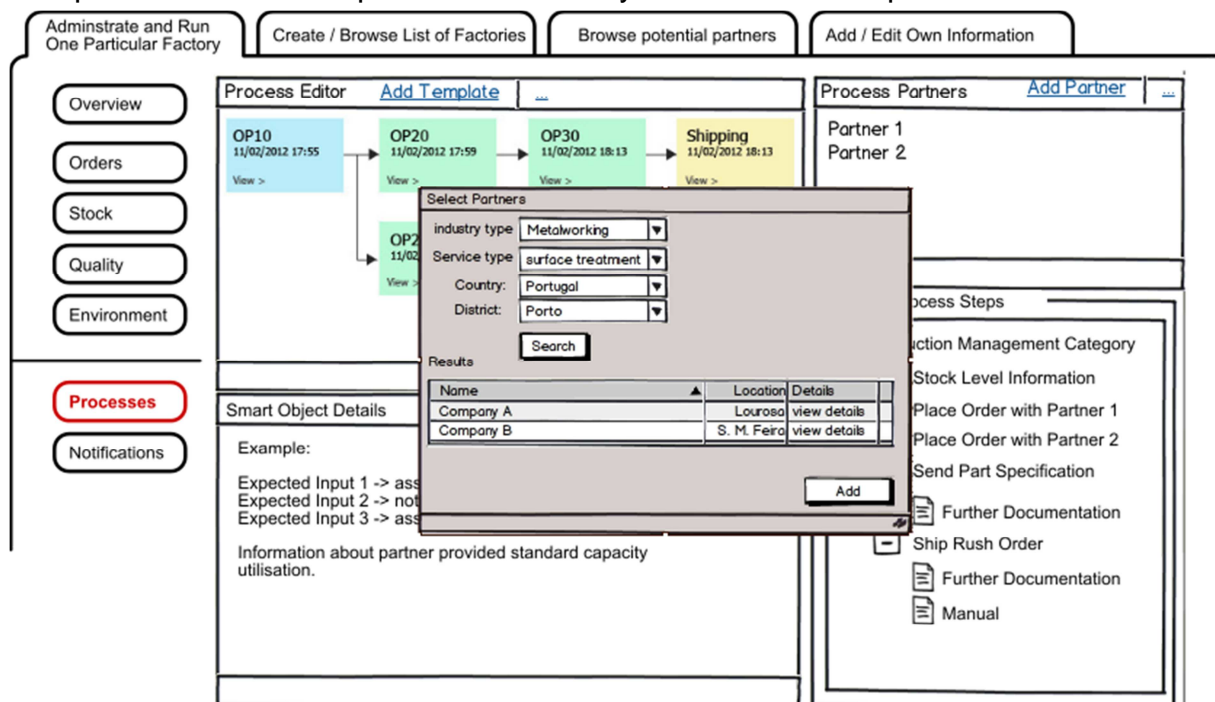 Adminstrate and Run
One Particular Factory
Create / Browse List of Factories
Browse potential partners
Add / Edit Own Information
Overview
Orders
Stock
Quality
Environment
Processes
Notifications
Process Editor
Add Template
...
OP10
11/02/2012 17:55
View >
OP20
11/02/2012 17:59
View >
OP30
11/02/2012 18:13
View >
Shipping
11/02/2012 18:13
View >
OP2
11/02
View >
Process Partners
Add Partner
...
Partner 1
Partner 2
Select Partners
industry type
Metalworking
Service type
surface treatment
Country:
Portugal
District:
Porto
Search
Results
Name Location Details
Company A Lourosa view details
Company B S. M. Feira view details
Add
Smart Object Details
Example:
Expected Input 1 -> ass
Expected Input 2 -> not
Expected Input 3 -> ass
Information about partner provided standard capacity
utilisation.
ocess Steps
uction Management Category
Stock Level Information
Place Order with Partner 1
Place Order with Partner 2
Send Part Specification
Further Documentation
Ship Rush Order
Further Documentation
Manual